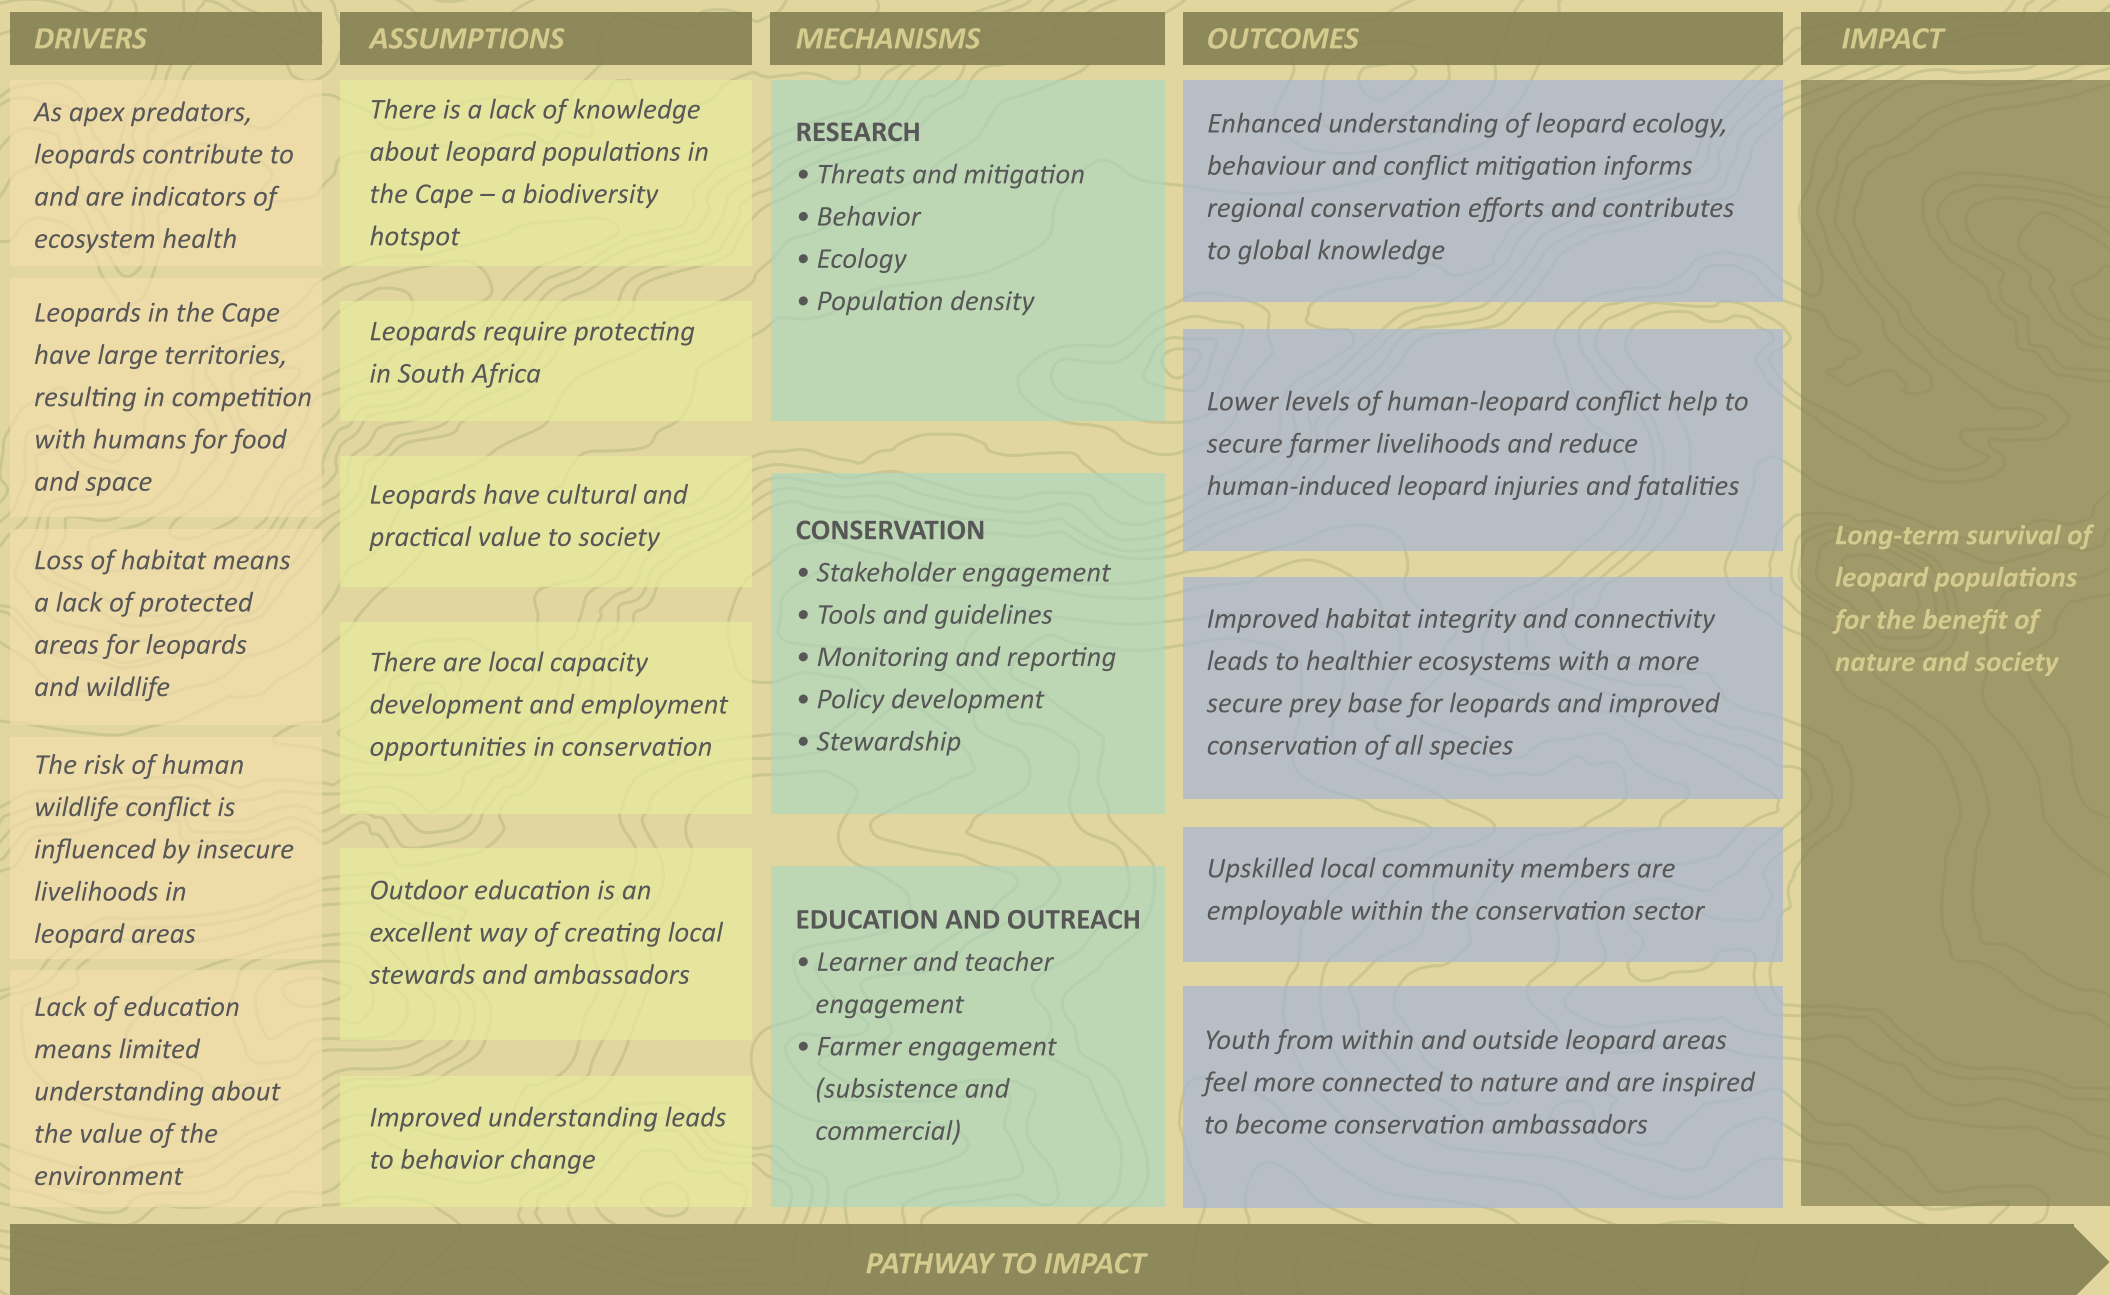 DRIVERS
As apex predators,
leopards contribute to
and are indicators of
ecosystem health
Leopards in the Cape
have large territories,
resulting in competition
with humans for food
and space
Loss of habitat means
a lack of protected
areas for leopards
and wildlife
The risk of human
wildlife conflict is
influenced by insecure
livelihoods in
leopard areas
Lack of education
means limited
understanding about
the value of the
environment
ASSUMPTIONS
There is a lack of knowledge
about leopard populations in
the Cape – a biodiversity
hotspot
Leopards require protecting
in South Africa
Leopards have cultural and
practical value to society
There are local capacity
development and employment
opportunities in conservation
Outdoor education is an
excellent way of creating local
stewards and ambassadors
Improved understanding leads
to behavior change
MECHANISMS
RESEARCH
• Threats and mitigation
• Behavior
• Ecology
• Population density
CONSERVATION
• Stakeholder engagement
• Tools and guidelines
• Monitoring and reporting
• Policy development
• Stewardship
EDUCATION AND OUTREACH
• Learner and teacher
engagement
• Farmer engagement
(subsistence and
commercial)
OUTCOMES
Enhanced understanding of leopard ecology,
behaviour and conflict mitigation informs
regional conservation efforts and contributes
to global knowledge
Lower levels of human-leopard conflict help to
secure farmer livelihoods and reduce
human-induced leopard injuries and fatalities
Improved habitat integrity and connectivity
leads to healthier ecosystems with a more
secure prey base for leopards and improved
conservation of all species
Upskilled local community members are
employable within the conservation sector
Youth from within and outside leopard areas
feel more connected to nature and are inspired
to become conservation ambassadors
IMPACT
Long-term survival of
leopard populations
for the benefit of
nature and society
PATHWAY TO IMPACT